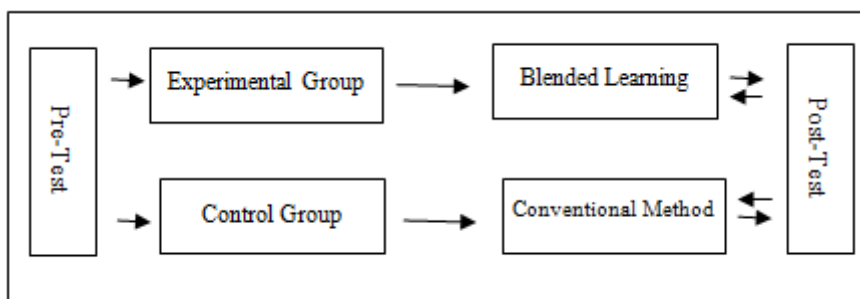 Pre-Test
Experimental Group
Blended Learning
Control Group
Conventional Method
Post-Test